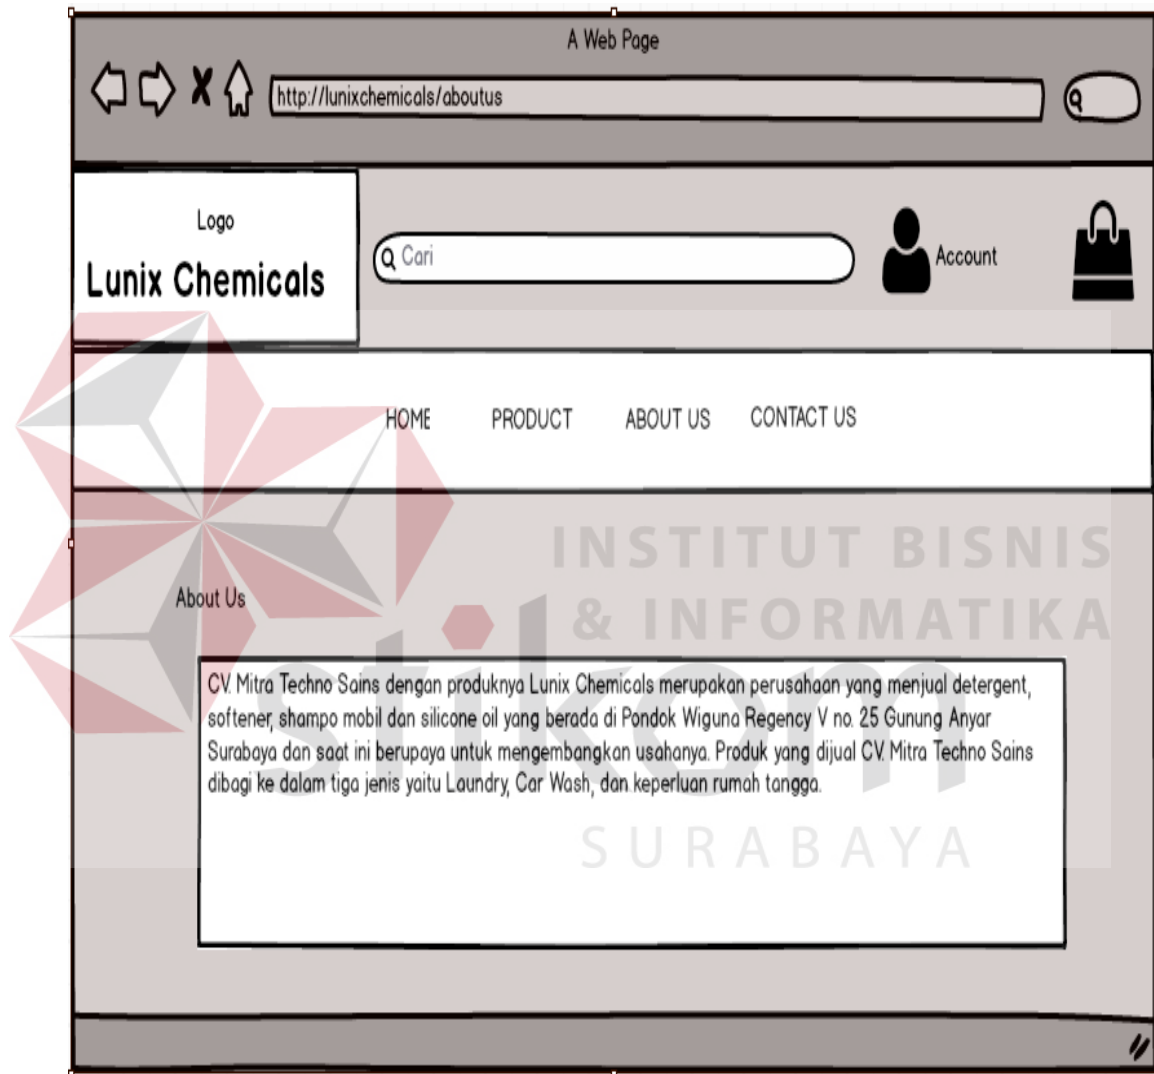 A Web Page
http://lunixchemicals/aboutus
Logo
Lunix Chemicals
Cari
Account
HOME PRODUCT ABOUT US CONTACT US
INSTITUT BISNIS
& INFORMATIKA
stikom
SURABAYA
About Us
CV. Mitra Techno Sains dengan produknya Lunix Chemicals merupakan perusahaan yang menjual detergent,
softener, shampo mobil dan silicone oil yang berada di Pondok Wiguna Regency V no. 25 Gunung Anyar
Surabaya dan saat ini berupaya untuk mengembangkan usahanya. Produk yang dijual CV. Mitra Techno Sains
dibagi ke dalam tiga jenis yaitu Laundry, Car Wash, dan keperluan rumah tangga.